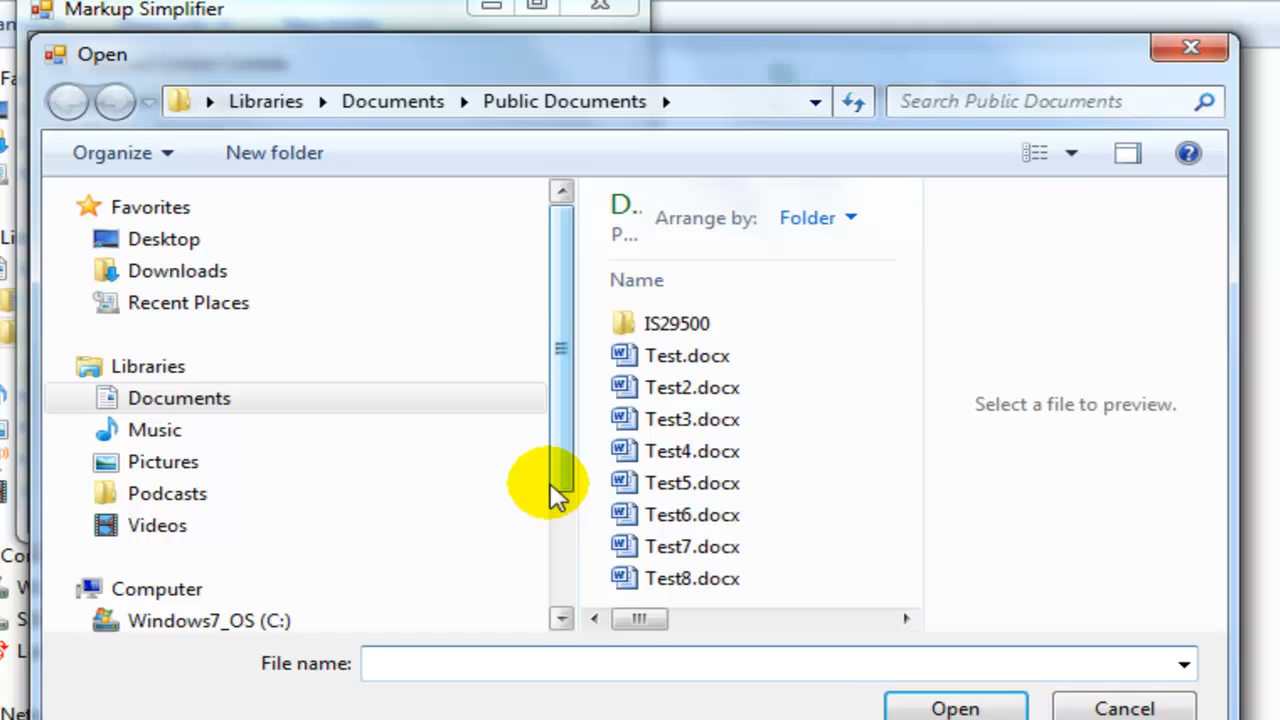 Markup Simplifier
Open
Libraries Documents Public Documents
Search Public Documents
Organize New folder
Favorites
Desktop
Downloads
Recent Places
Libraries
Documents
Music
Pictures
Podcasts
Videos
Computer
Windows7_OS (C:)
D..
P...
Arrange by: Folder
Name
IS29500
Test.docx
Test2.docx
Test3.docx
Test4.docx
Test5.docx
Test6.docx
Test7.docx
Test8.docx
Select a file to preview.
File name:
Open Cancel